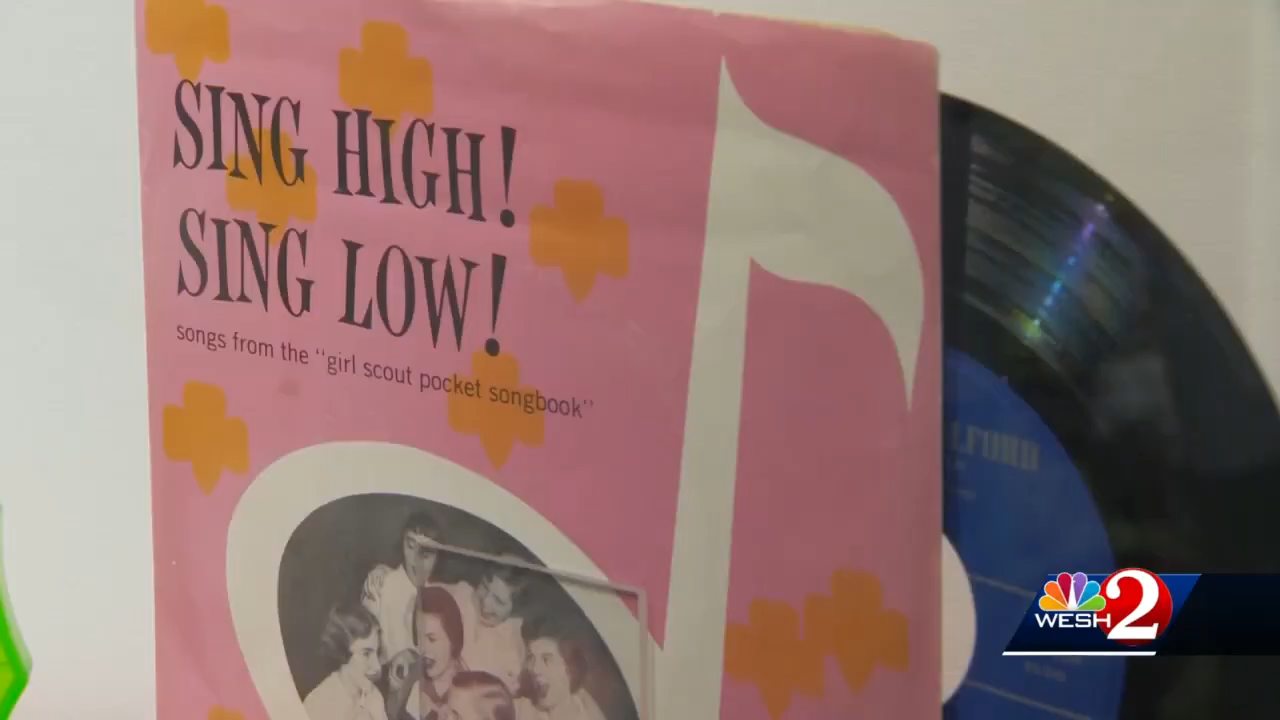 SING HIGH!
SING LOW!
songs from the "girl scout pocket songbook"
WESH 2